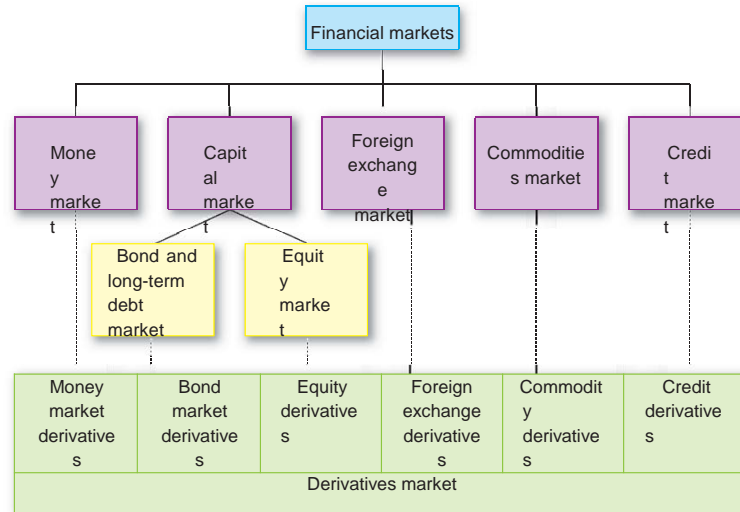 Financial markets
Mone
y
marke
t
Capit
al
marke
t
Foreign
exchang
e
market
Commoditie
s market
Credi
t
marke
t
Bond and
long-term
debt
market
Equit
y
marke
t
Money
market
derivative
s
Bond
market
derivative
s
Equity
derivative
s
Foreign
exchange
derivative
s
Commodit
y
derivative
s
Credit
derivative
s
Derivatives market